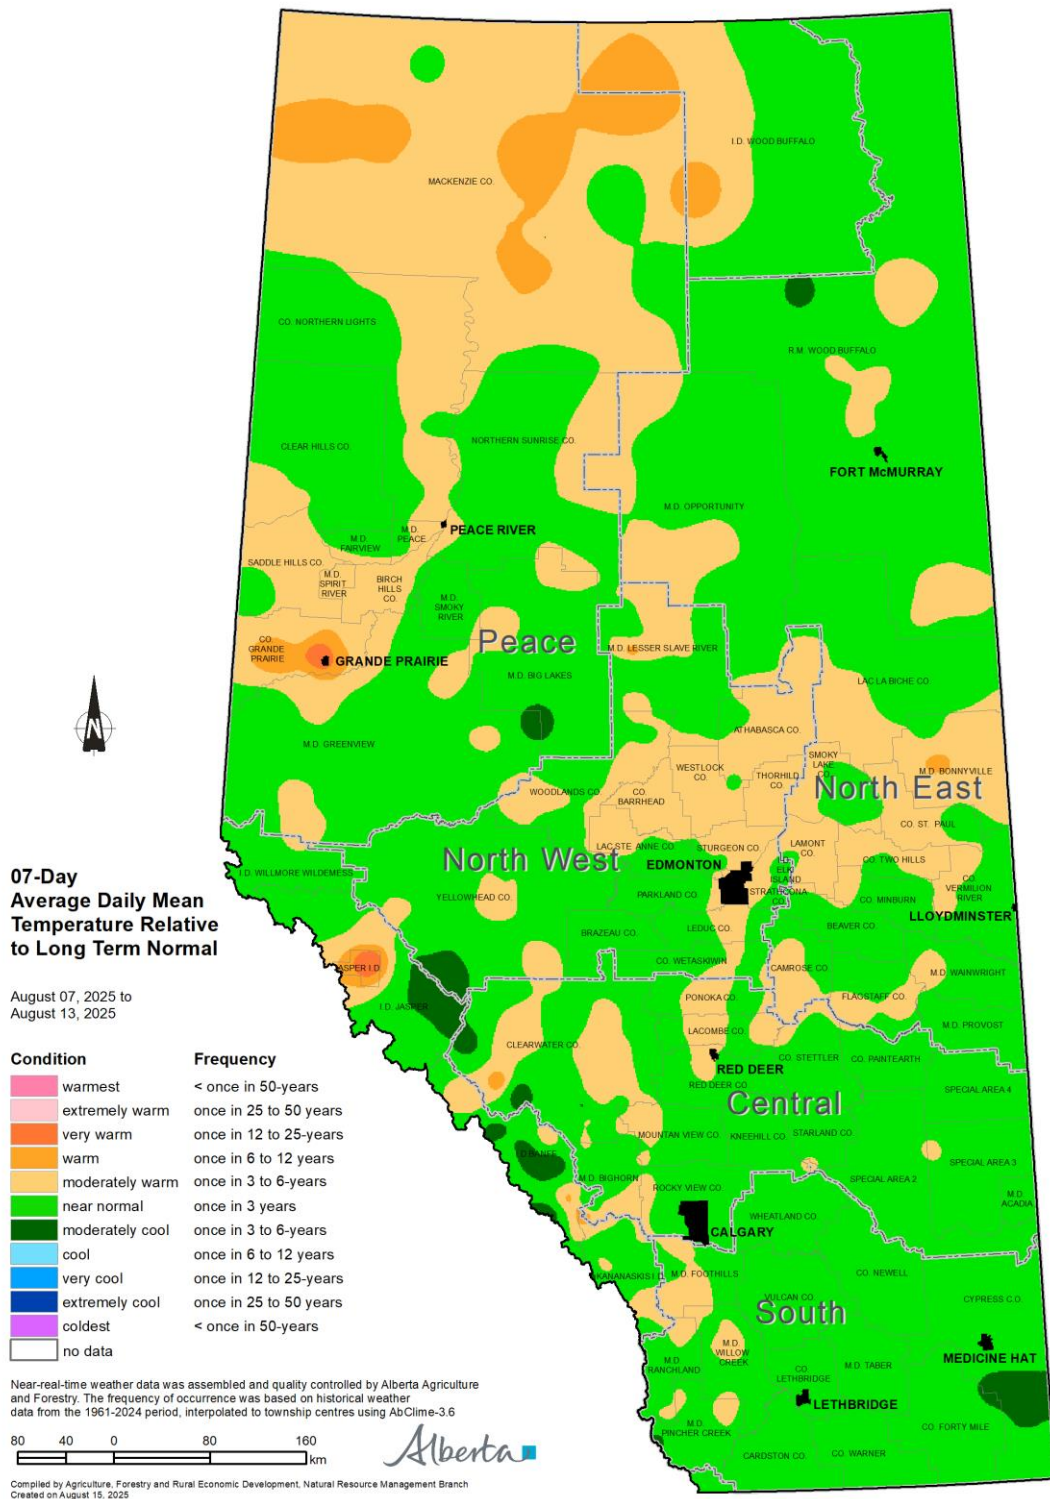 I.D. WOOD BUFFALO
MACKENZIE CO.
CO. NORTHERN LIGHTS
R.M. WOOD BUFFALO
CLEAR HILLS CO.
NORTHERN SUNRISE CO.
FORT McMURRAY
M.D. OPPORTUNITY
PEACE RIVER
M.D.
PEACE
M.D.
FAIRVIEW
SADDLE HILLS CO.
M.D.
SPIRIT
RIVER
BIRCH
HILLS
CO.
M.D.
SMOKY
RIVER
Peace
CO.
GRANDE
PRAIRIE
GRANDE PRAIRIE
M.D. LESSER SLAVE RIVER
M.D. BIG LAKES
LAC LA BICHE CO.
M.D. GREENVIEW
ATHABASCA CO.
WESTLOCK
CO.
THORHILD
CO.
SMOKY
LAKE
CO.
M.D. BONNYVILLE
North East
WOODLANDS CO.
CO.
BARRHEAD
CO. ST. PAUL
LAC STE ANNE CO.
STURGEON CO.
LAMONT
CO.
North West
EDMONTON
I.D.
ELK
ISLAND
CO. TWO HILLS
I.D. WILLMORE WILDERNESS
YELLOWHEAD CO.
PARKLAND CO.
STRATHCONA
CO.
CO. MINBURN
CO.
VERMILION
RIVER
LLOYDMINSTER
BRAZEAU CO.
LEDUC CO.
BEAVER CO.
CO. WETASKIWIN
CAMROSE CO.
M.D. WAINWRIGHT
JASPER I.D.
I.D. JASPER
PONOKA CO.
FLAGSTAFF CO.
M.D. PROVOST
CLEARWATER CO.
LACOMBE CO.
RED DEER
CO. STETTLER
CO. PAINTEARTH
RED DEER CO.
SPECIAL AREA 4
Central
MOUNTAIN VIEW CO.
KNEEHILL CO.
STARLAND CO.
I.D BANFF
SPECIAL AREA 3
M.D. BIGHORN
ROCKY VIEW CO.
SPECIAL AREA 2
M.D.
ACADIA
WHEATLAND CO.
CALGARY
KANANASKIS I.D.
M.D. FOOTHILLS
CO. NEWELL
VULCAN CO.
South
CYPRESS CO.
M.D.
WILLOW
CREEK
MEDICINE HAT
M.D.
RANCHLAND
CO.
LETHBRIDGE
M.D. TABER
LETHBRIDGE
M.D.
PINCHER CREEK
CO. FORTY MILE
CARDSTON CO.
CO. WARNER
N
07-Day
Average Daily Mean
Temperature Relative
to Long Term Normal
August 07, 2025 to
August 13, 2025
Condition Frequency
warmest < once in 50-years
extremely warm once in 25 to 50 years
very warm once in 12 to 25-years
warm once in 6 to 12 years
moderately warm once in 3 to 6-years
near normal once in 3 years
moderately cool once in 3 to 6-years
cool once in 6 to 12 years
very cool once in 12 to 25-years
extremely cool once in 25 to 50 years
coldest < once in 50-years
no data
Near-real-time weather data was assembled and quality controlled by Alberta Agriculture
and Forestry. The frequency of occurrence was based on historical weather
data from the 1961-2024 period, interpolated to township centres using AbClime-3.6
80 40 0 80 160
km
Alberta
Compiled by Agriculture, Forestry and Rural Economic Development, Natural Resource Management Branch
Created on August 15, 2025